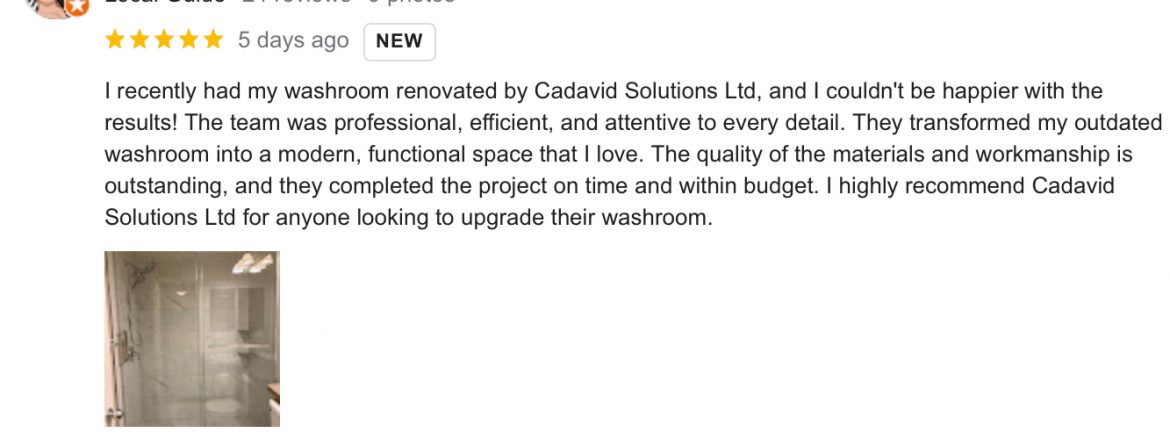 5 days ago NEW
I recently had my washroom renovated by Cadavid Solutions Ltd, and I couldn't be happier with the
results! The team was professional, efficient, and attentive to every detail. They transformed my outdated
washroom into a modern, functional space that I love. The quality of the materials and workmanship is
outstanding, and they completed the project on time and within budget. I highly recommend Cadavid
Solutions Ltd for anyone looking to upgrade their washroom.